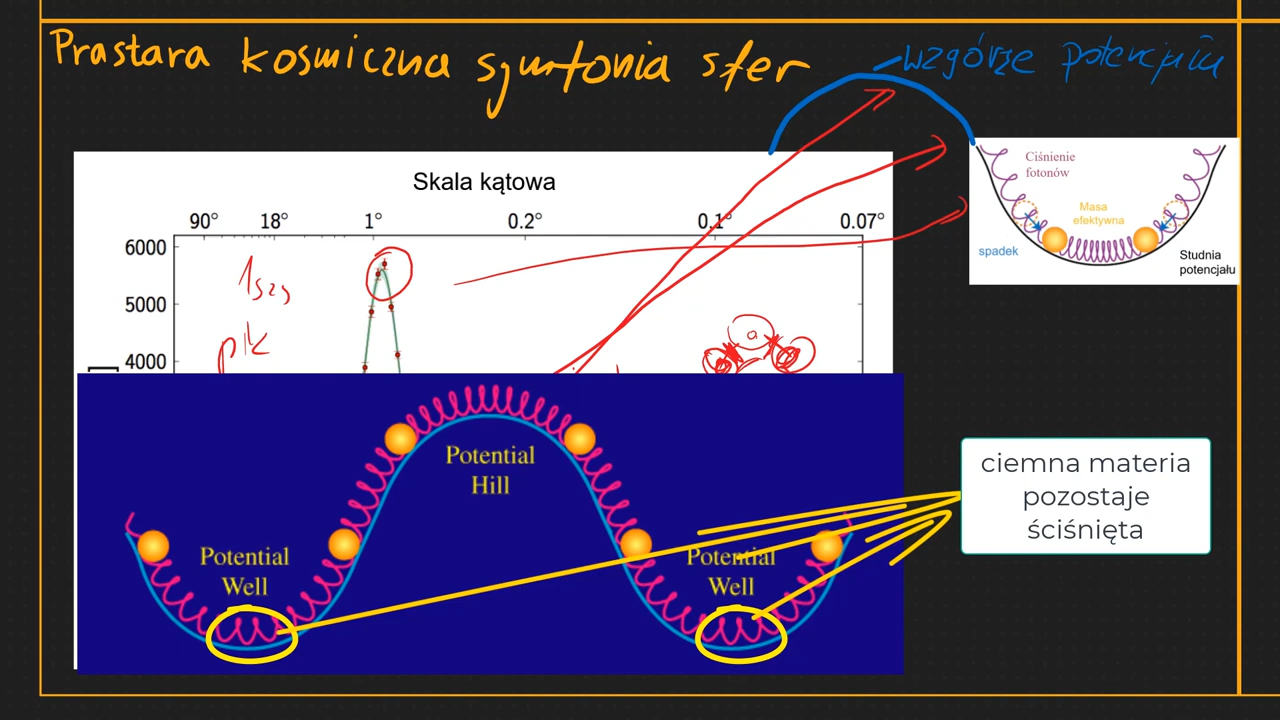 Prastara kosmiczna symfonia sfer
wzgórze potencjału
Skala kątowa
90° 18° 1° 0.2° 0.1° 0.07°
6000
5000
4000
1szy
pik
Ciśnienie
fotonów
Masa
efektywna
spadek
Studnia
potencjału
Potential
Hill
Potential
Well
Potential
Well
ciemna materia
pozostaje
ściśnięta